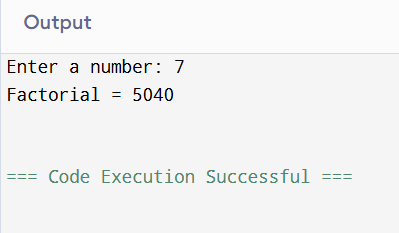 Output
Enter a number: 7
Factorial = 5040
=== Code Execution Successful ===